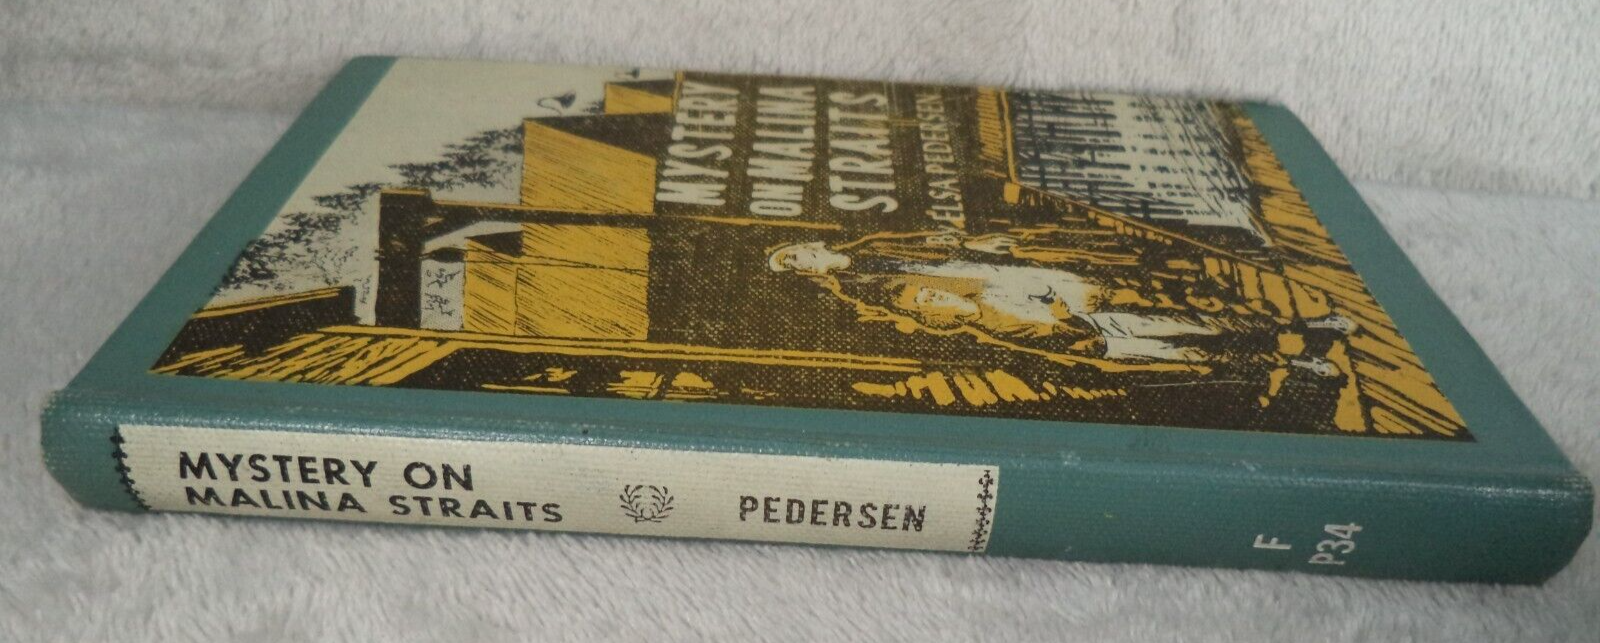 MYSTERY
ON MALINA
STRAITS
BY ELSA PEDERSEN
MYSTERY ON
MALINA STRAITS
PEDERSEN
F
P34